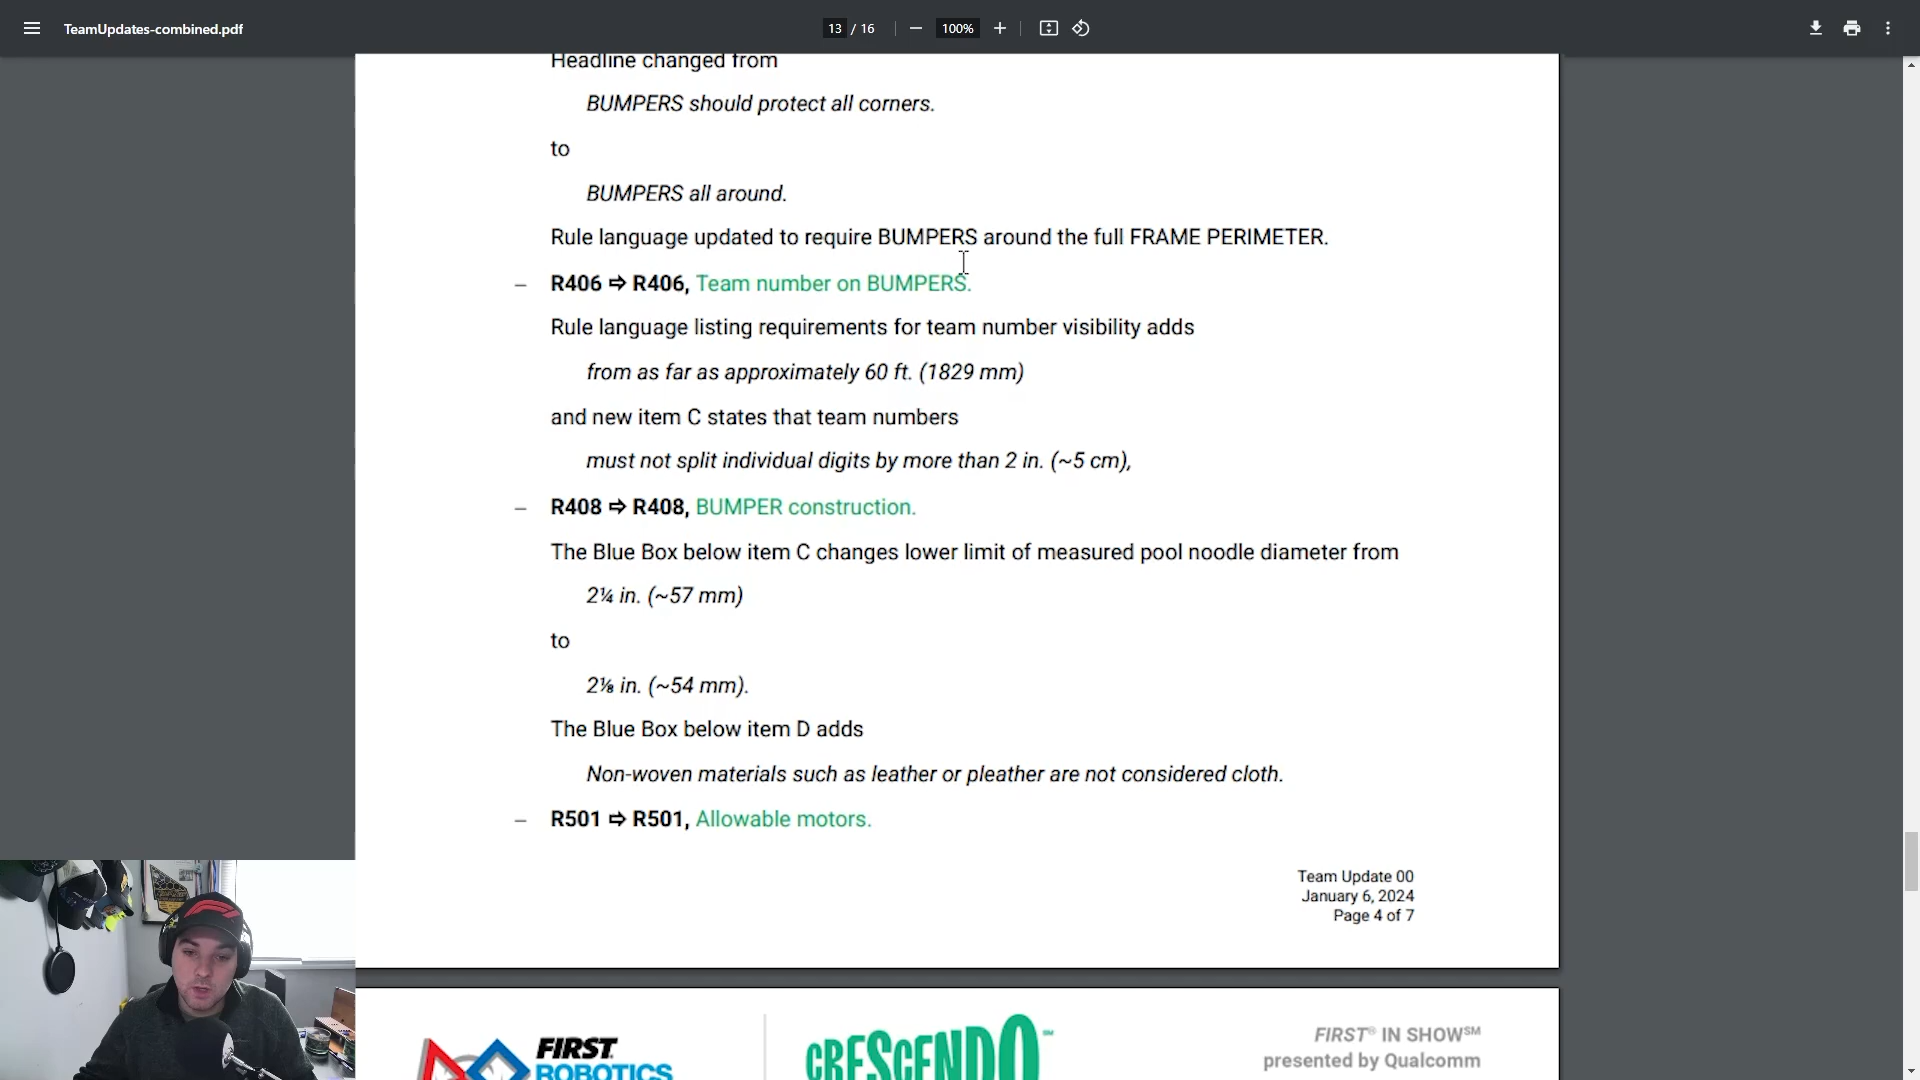 TeamUpdates-combined.pdf
13 / 16
100%
Headline changed from
BUMPERS should protect all corners.
to
BUMPERS all around.
Rule language updated to require BUMPERS around the full FRAME PERIMETER.
– R406 ⇨ R406, Team number on BUMPERS.
Rule language listing requirements for team number visibility adds
from as far as approximately 60 ft. (1829 mm)
and new item C states that team numbers
must not split individual digits by more than 2 in. (~5 cm),
– R408 ⇨ R408, BUMPER construction.
The Blue Box below item C changes lower limit of measured pool noodle diameter from
2¼ in. (~57 mm)
to
2⅛ in. (~54 mm).
The Blue Box below item D adds
Non-woven materials such as leather or pleather are not considered cloth.
– R501 ⇨ R501, Allowable motors.
Team Update 00
January 6, 2024
Page 4 of 7
FIRST
ROBOTICS
CRESCENDO℠
FIRST® IN SHOW℠
presented by Qualcomm